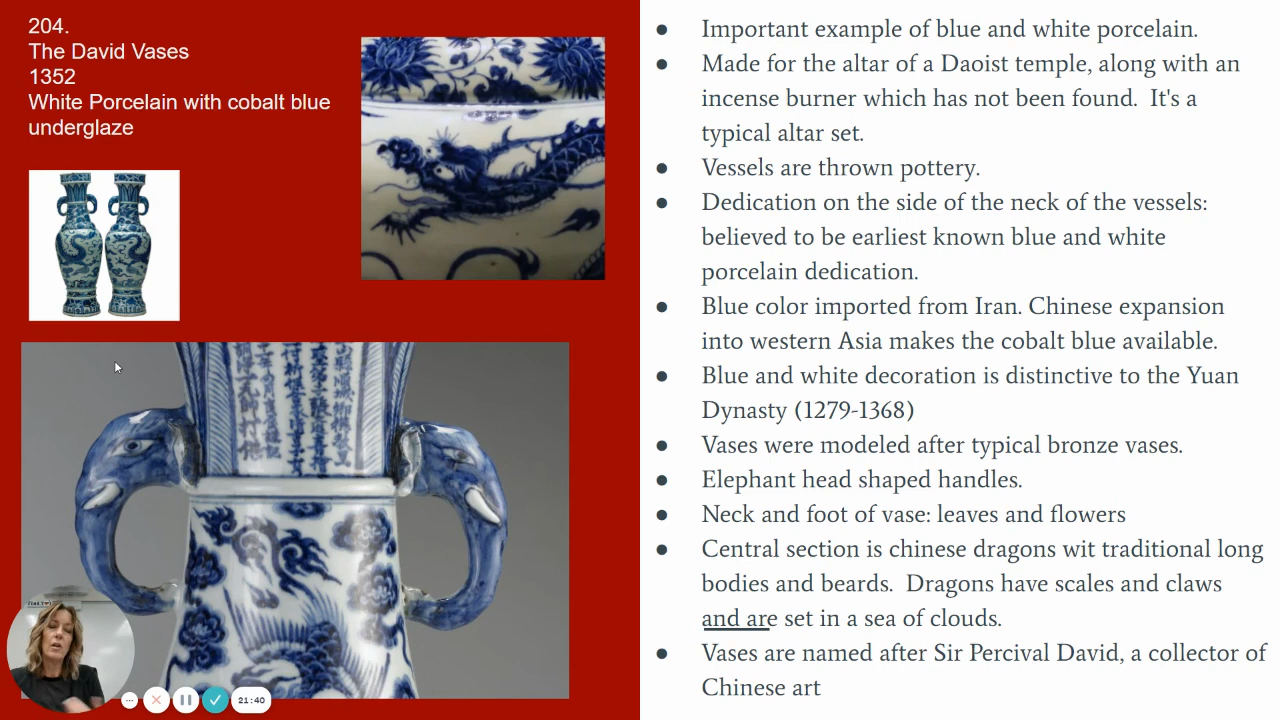 204.
The David Vases
1352
White Porcelain with cobalt blue
underglaze
● Important example of blue and white porcelain.
● Made for the altar of a Daoist temple, along with an
incense burner which has not been found.  It's a
typical altar set.
● Vessels are thrown pottery.
● Dedication on the side of the neck of the vessels:
believed to be earliest known blue and white
porcelain dedication.
● Blue color imported from Iran. Chinese expansion
into western Asia makes the cobalt blue available.
● Blue and white decoration is distinctive to the Yuan
Dynasty (1279-1368)
● Vases were modeled after typical bronze vases.
● Elephant head shaped handles.
● Neck and foot of vase: leaves and flowers
● Central section is chinese dragons wit traditional long
bodies and beards.  Dragons have scales and claws
and are set in a sea of clouds.
● Vases are named after Sir Percival David, a collector of
Chinese art
21:40